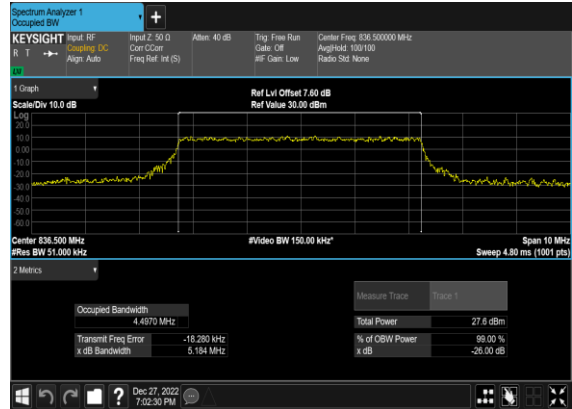 Spectrum Analyzer 1
Occupied BW
KEYSIGHT
R T
Input: RF
Coupling: DC
Align: Auto
Input Z: 50 Ω
Corr CCorr
Freq Ref: Int (S)
Atten: 40 dB
Trig: Free Run
Gate: Off
#IF Gain: Low
Center Freq: 836.500000 MHz
Avg|Hold: 100/100
Radio Std: None
1 Graph
Scale/Div 10.0 dB
Ref Lvl Offset 7.60 dB
Ref Value 30.00 dBm
Log
20.0
10.0
0.00
-10.0
-20.0
-30.0
-40.0
-50.0
-60.0
Center 836.500 MHz
#Res BW 51.000 kHz
#Video BW 150.00 kHz*
Span 10 MHz
Sweep 4.80 ms (1001 pts)
2 Metrics
Measure Trace
Trace 1
Occupied Bandwidth
4.4970 MHz
Total Power
27.6 dBm
Transmit Freq Error
-18.280 kHz
% of OBW Power
99.00 %
x dB Bandwidth
5.184 MHz
x dB
-26.00 dB
?
Dec 27, 2022
7:02:30 PM